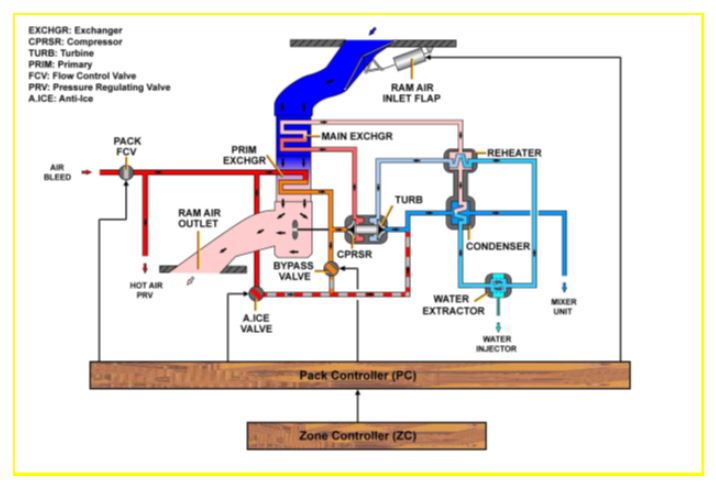 EXCHGR: Exchanger
CPRSR: Compressor
TURB: Turbine
PRIM: Primary
FCV: Flow Control Valve
PRV: Pressure Regulating Valve
A.ICE: Anti-Ice
RAM AIR
INLET FLAP
PACK
FCV
MAIN EXCHGR
PRIM
EXCHGR
REHEATER
AIR
BLEED
TURB
RAM AIR
OUTLET
CONDENSER
CPRSR
BYPASS
VALVE
HOT AIR
PRV
WATER
EXTRACTOR
MIXER
UNIT
A.ICE
VALVE
WATER
INJECTOR
Pack Controller (PC)
Zone Controller (ZC)